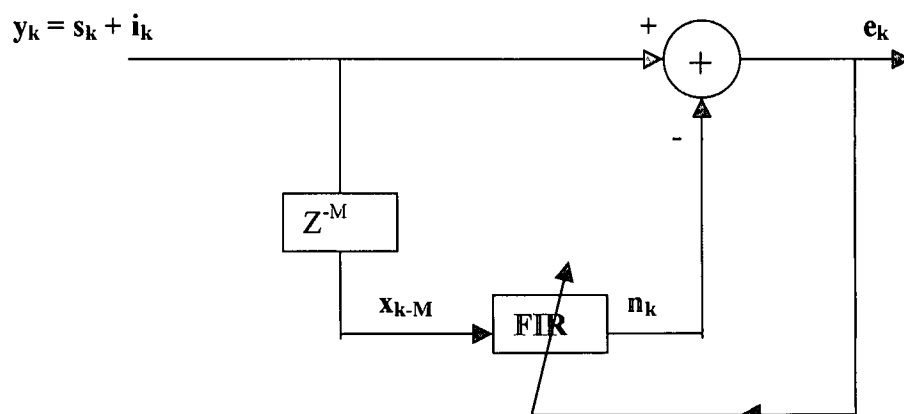 yₖ = sₖ + iₖ
+
eₖ
+
-
Z⁻ᴹ
xₖ₋M
FIR
nₖ